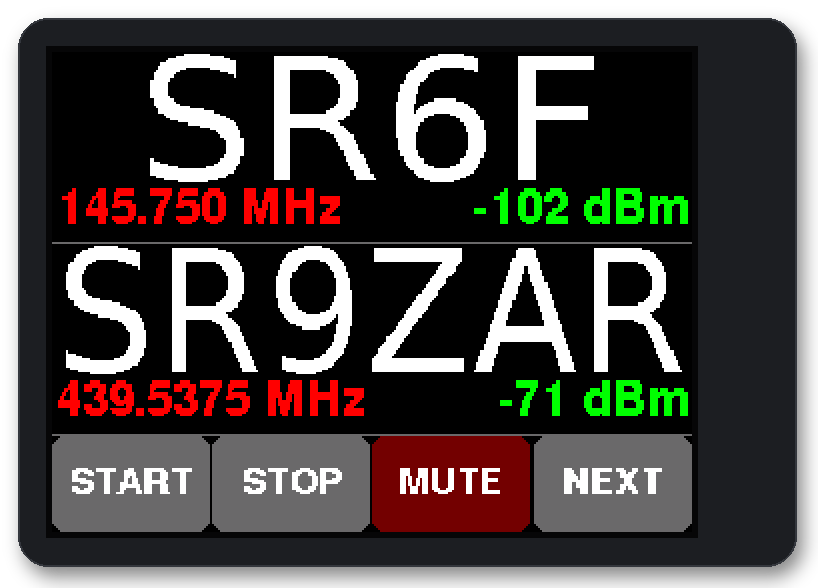 SR6F
145.750 MHz -102 dBm
SR9ZAR
439.5375 MHz -71 dBm
START STOP MUTE NEXT